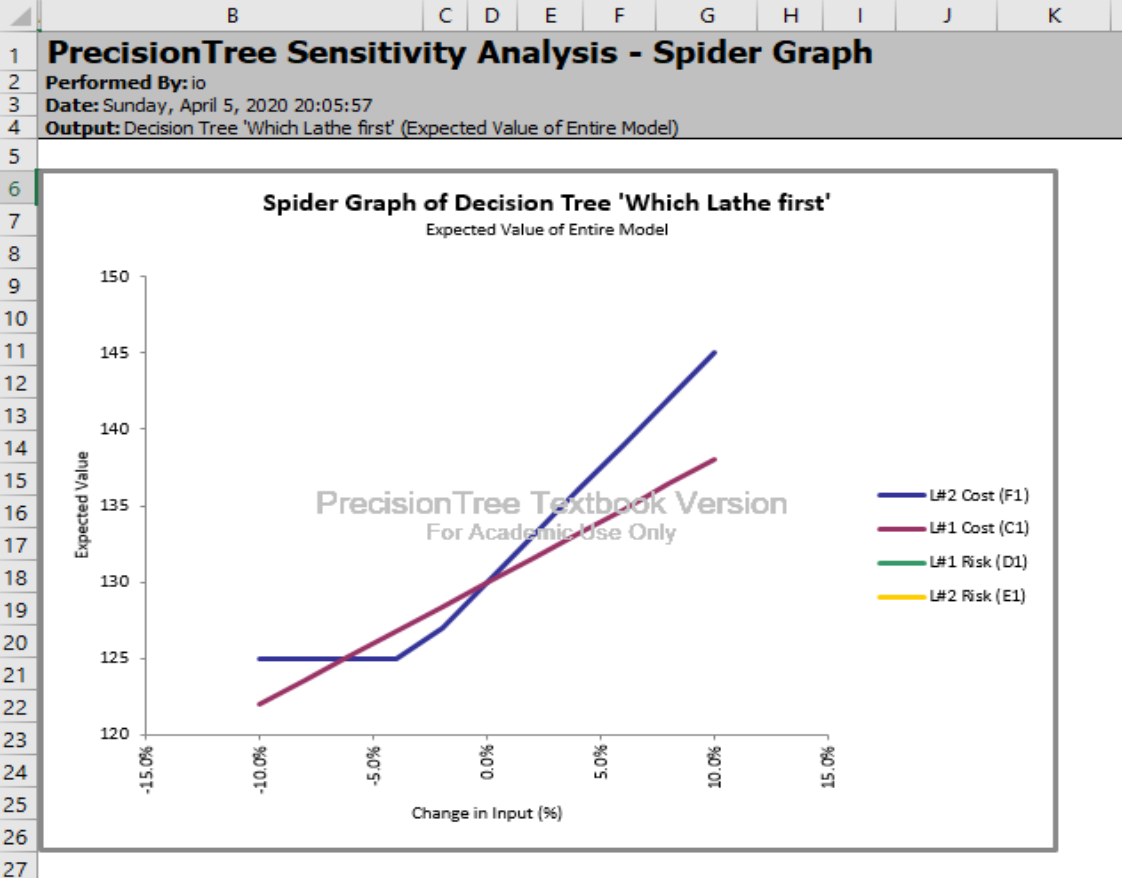 B C D E F G H I J K
1 PrecisionTree Sensitivity Analysis - Spider Graph
2 Performed By: io
3 Date: Sunday, April 5, 2020 20:05:57
4 Output: Decision Tree 'Which Lathe first' (Expected Value of Entire Model)
5
6
7
8
9
10
11
12
13
14
15
16
17
18
19
20
21
22
23
24
25
26
27
Spider Graph of Decision Tree 'Which Lathe first'
Expected Value of Entire Model
150
145
140
135
130
125
120
Expected Value
PrecisionTree Textbook Version
For Academic Use Only
L#2 Cost (F1)
L#1 Cost (C1)
L#1 Risk (D1)
L#2 Risk (E1)
-15.0% -10.0% -5.0% 0.0% 5.0% 10.0% 15.0%
Change in Input (%)